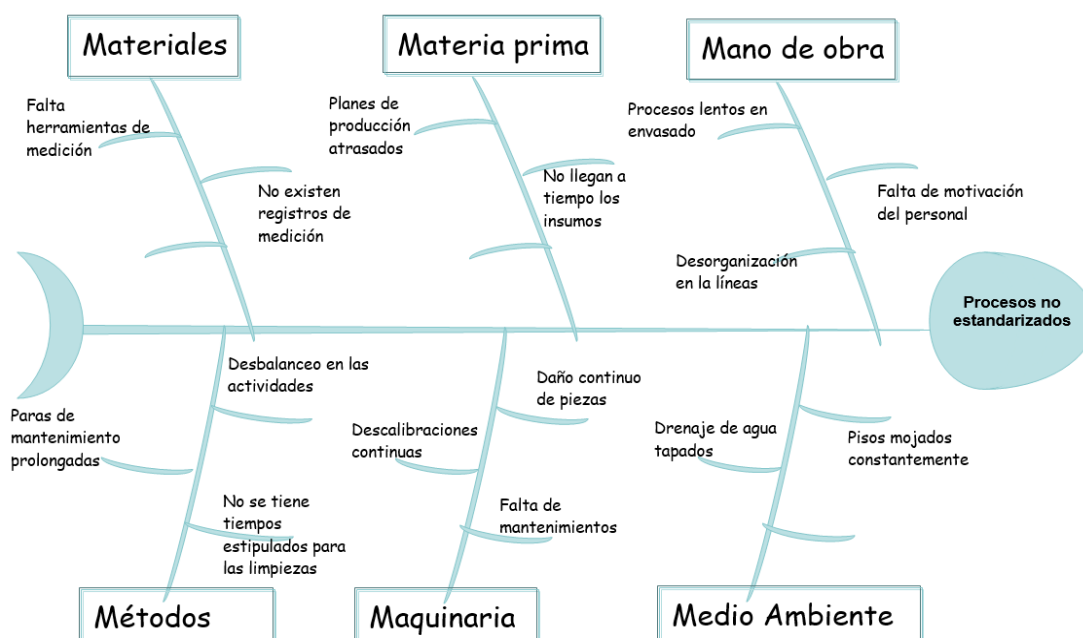 Materiales
Materia prima
Mano de obra
Falta
herramientas de
medición
No existen
registros de
medición
Planes de
producción
atrasados
No llegan a
tiempo los
insumos
Procesos lentos en
envasado
Falta de motivación
del personal
Desorganización
en la líneas
Procesos no
estandarizados
Desbalanceo en las
actividades
Paras de
mantenimiento
prolongadas
No se tiene
tiempos
estipulados para
las limpiezas
Daño continuo
de piezas
Descalibraciones
continuas
Falta de
mantenimientos
Drenaje de agua
tapados
Pisos mojados
constantemente
Métodos
Maquinaria
Medio Ambiente